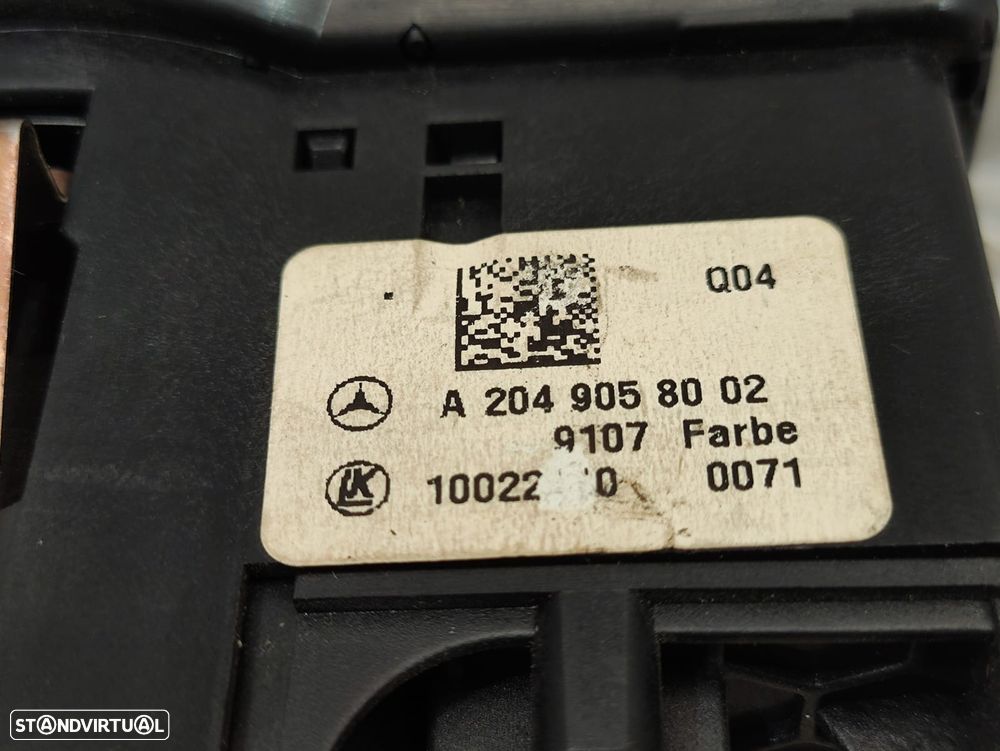 Q04
A 204 905 80 02
9107 Farbe
0071
STANDVIRTUAL